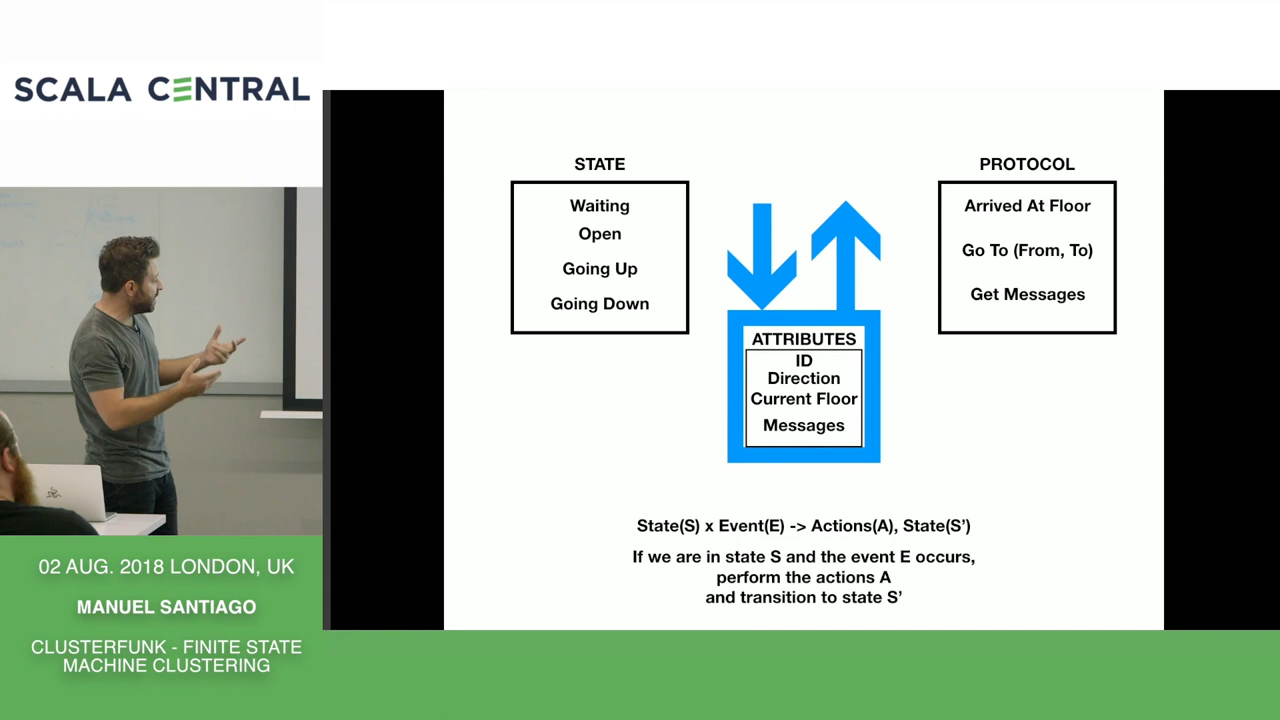 SCALA CENTRAL
02 AUG. 2018 LONDON, UK
MANUEL SANTIAGO
CLUSTERFUNK - FINITE STATE
MACHINE CLUSTERING
STATE
Waiting
Open
Going Up
Going Down
ATTRIBUTES
ID
Direction
Current Floor
Messages
PROTOCOL
Arrived At Floor
Go To (From, To)
Get Messages
State(S) x Event(E) -> Actions(A), State(S’)
If we are in state S and the event E occurs,
perform the actions A
and transition to state S’